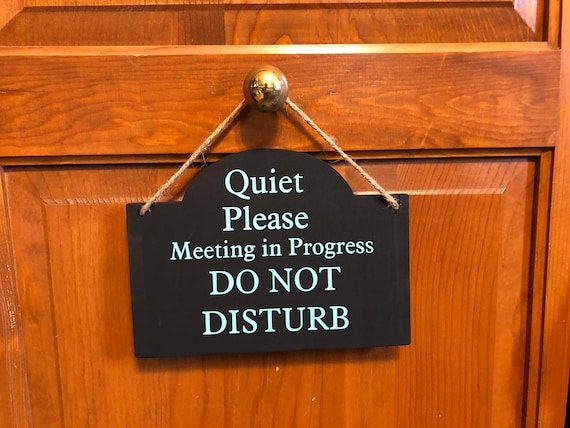 Quiet
Please
Meeting in Progress
DO NOT
DISTURB